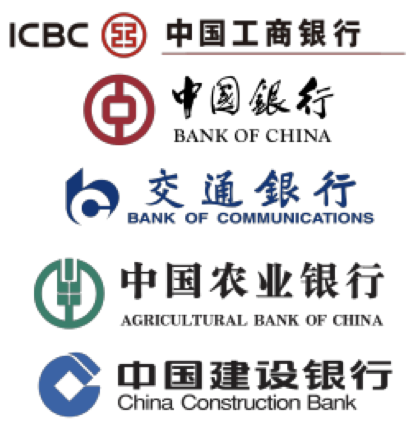 ICBC 中国工商银行
中国銀行
BANK OF CHINA
交通銀行
BANK OF COMMUNICATIONS
中国农业银行
AGRICULTURAL BANK OF CHINA
中国建设银行
China Construction Bank